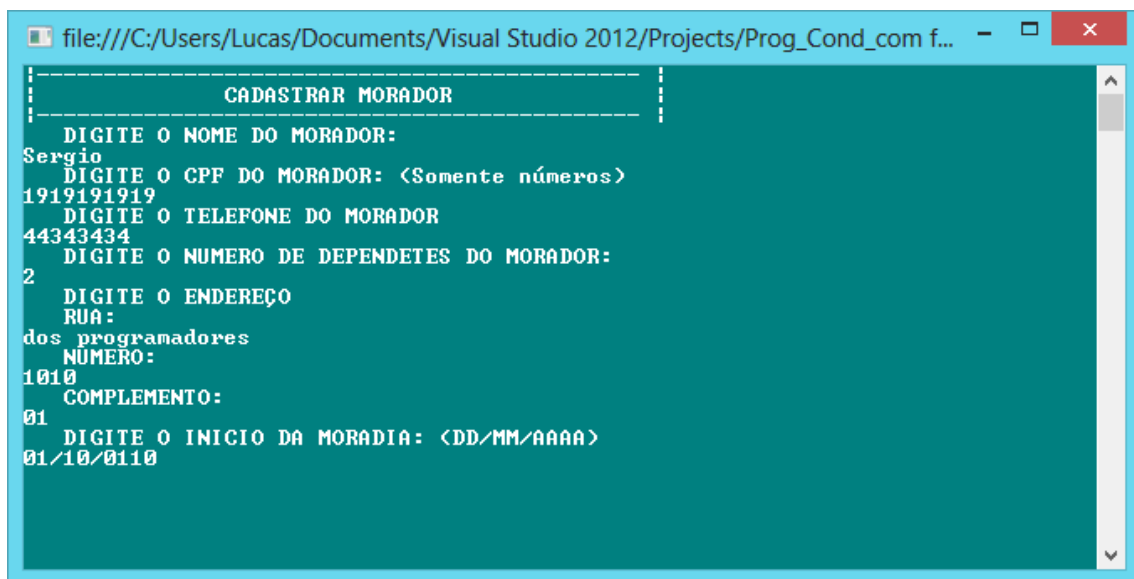 file:///C:/Users/Lucas/Documents/Visual Studio 2012/Projects/Prog_Cond_com f...
CADASTRAR MORADOR
DIGITE O NOME DO MORADOR:
Sergio
DIGITE O CPF DO MORADOR: (Somente números)
1919191919
DIGITE O TELEFONE DO MORADOR
44343434
DIGITE O NUMERO DE DEPENDETES DO MORADOR:
2
DIGITE O ENDEREÇO
RUA:
dos programadores
NÚMERO:
1010
COMPLEMENTO:
01
DIGITE O INICIO DA MORADIA: (DD/MM/AAAA)
01/10/0110